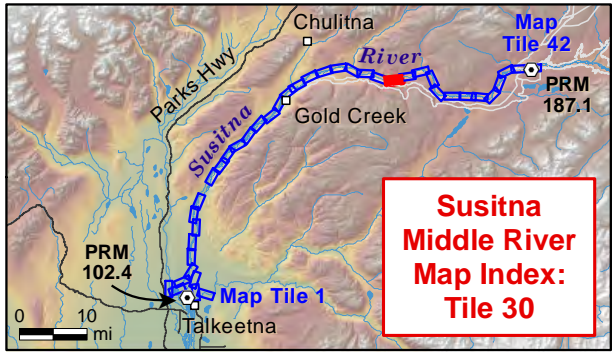 Chulitna
Map
Tile 42
River
Parks Hwy
PRM
187.1
Gold Creek
Susitna
Susitna
Middle River
Map Index:
Tile 30
PRM
102.4
Map Tile 1
0 10
mi
Talkeetna